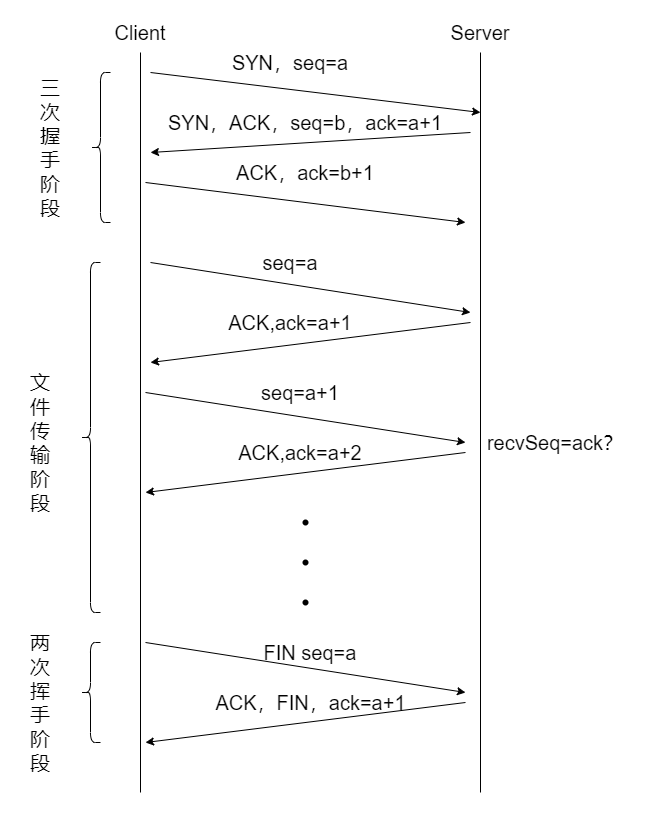 Client
Server
SYN，seq=a
SYN，ACK，seq=b，ack=a+1
ACK，ack=b+1
三次握手阶段
seq=a
ACK,ack=a+1
seq=a+1
recvSeq=ack?
ACK,ack=a+2
文件传输阶段
FIN seq=a
ACK，FIN，ack=a+1
两次挥手阶段